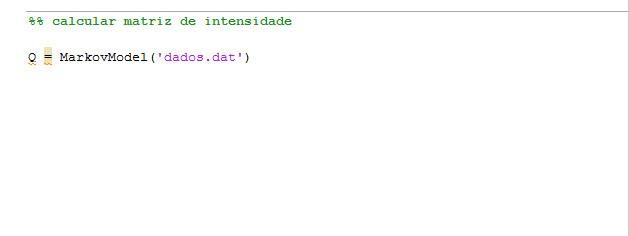 %% calcular matriz de intensidade
Q = MarkovModel('dados.dat')